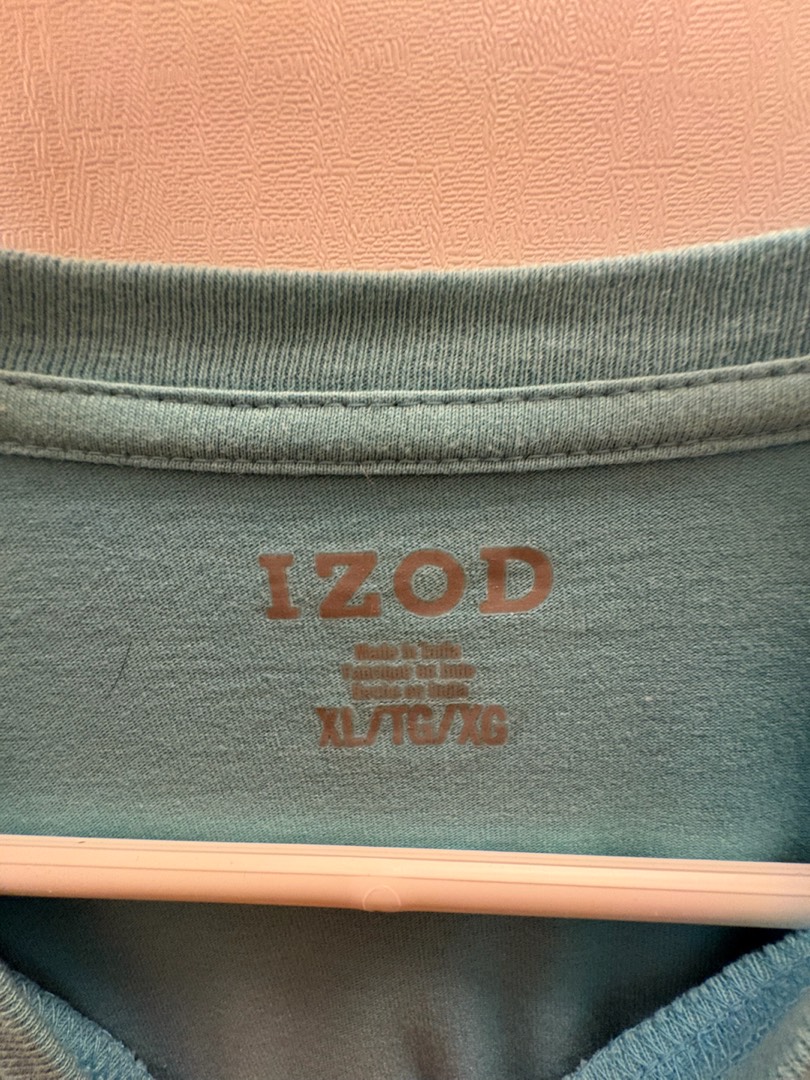 IZOD
Made in India
Fabriqué en Inde
Hecho en India
XL/TG/XG